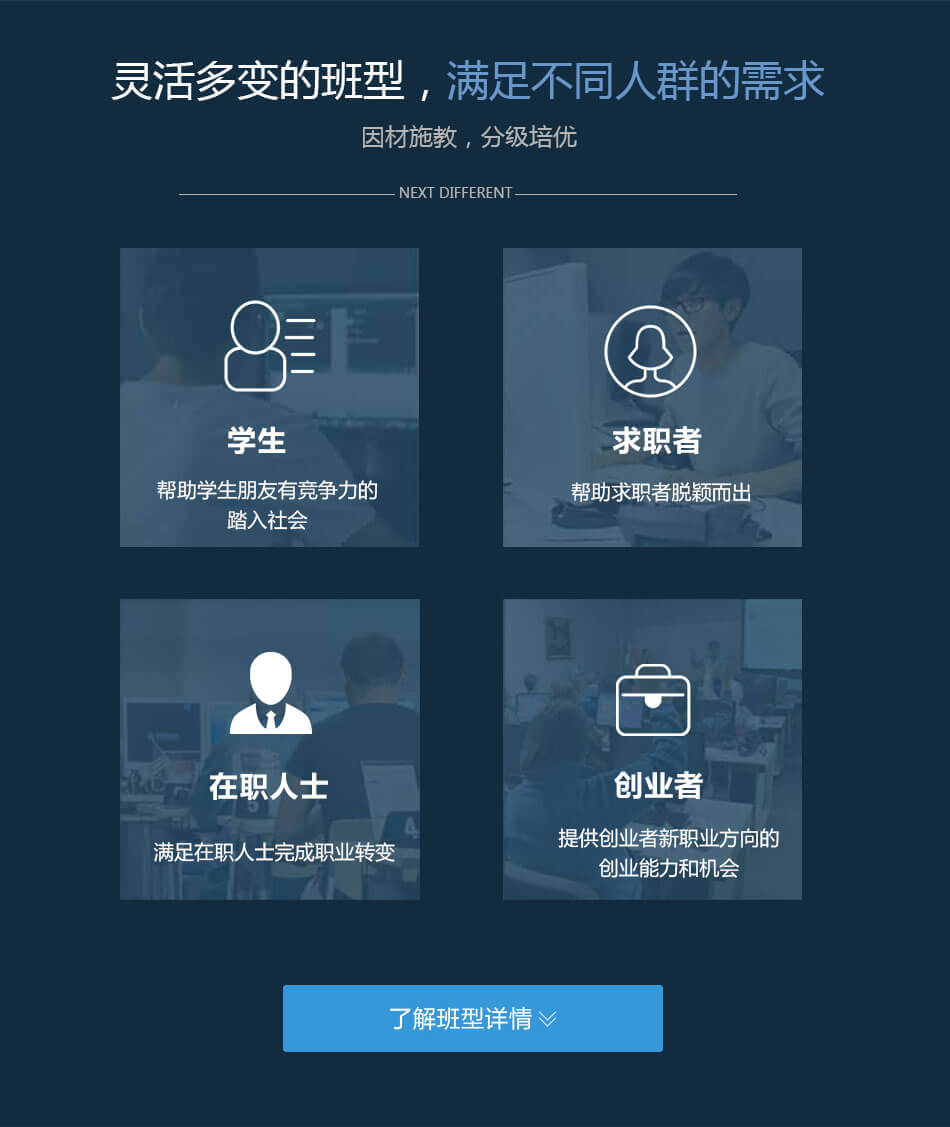 灵活多变的班型，满足不同人群的需求
因材施教，分级培优
NEXT DIFFERENT
学生
帮助学生朋友有竞争力的
踏入社会
求职者
帮助求职者脱颖而出
在职人士
满足在职人士完成职业转变
创业者
提供创业者新职业方向的
创业能力和机会
了解班型详情